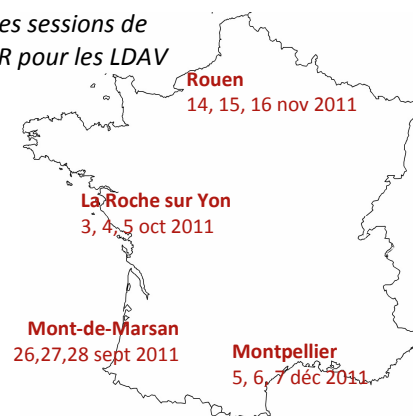 es sessions de
R pour les LDAV
Rouen
14, 15, 16 nov 2011
La Roche sur Yon
3, 4, 5 oct 2011
Mont-de-Marsan
26,27,28 sept 2011
Montpellier
5, 6, 7 déc 2011